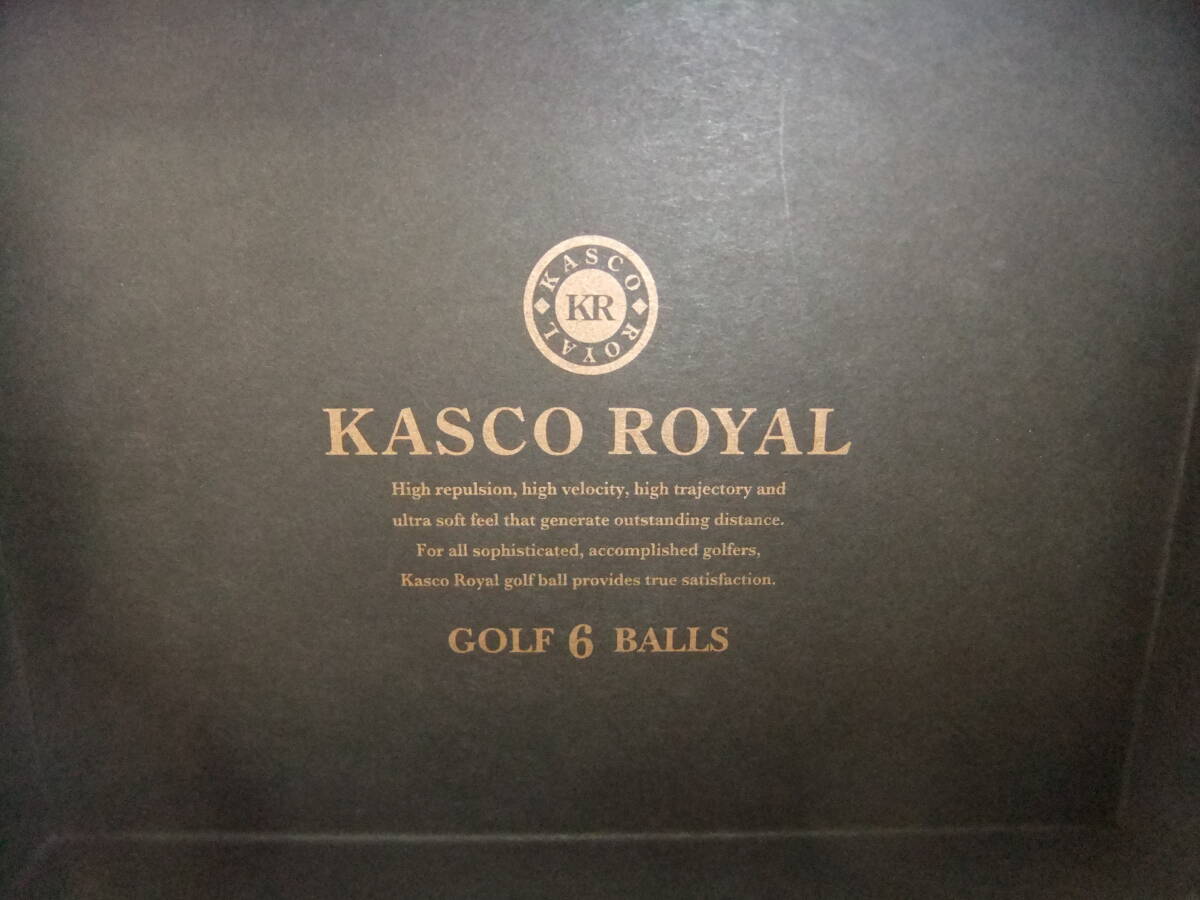 KASCO
KR
ROYAL
KASCO ROYAL
High repulsion, high velocity, high trajectory and
ultra soft feel that generate outstanding distance.
For all sophisticated, accomplished golfers,
Kasco Royal golf ball provides true satisfaction.
GOLF 6 BALLS